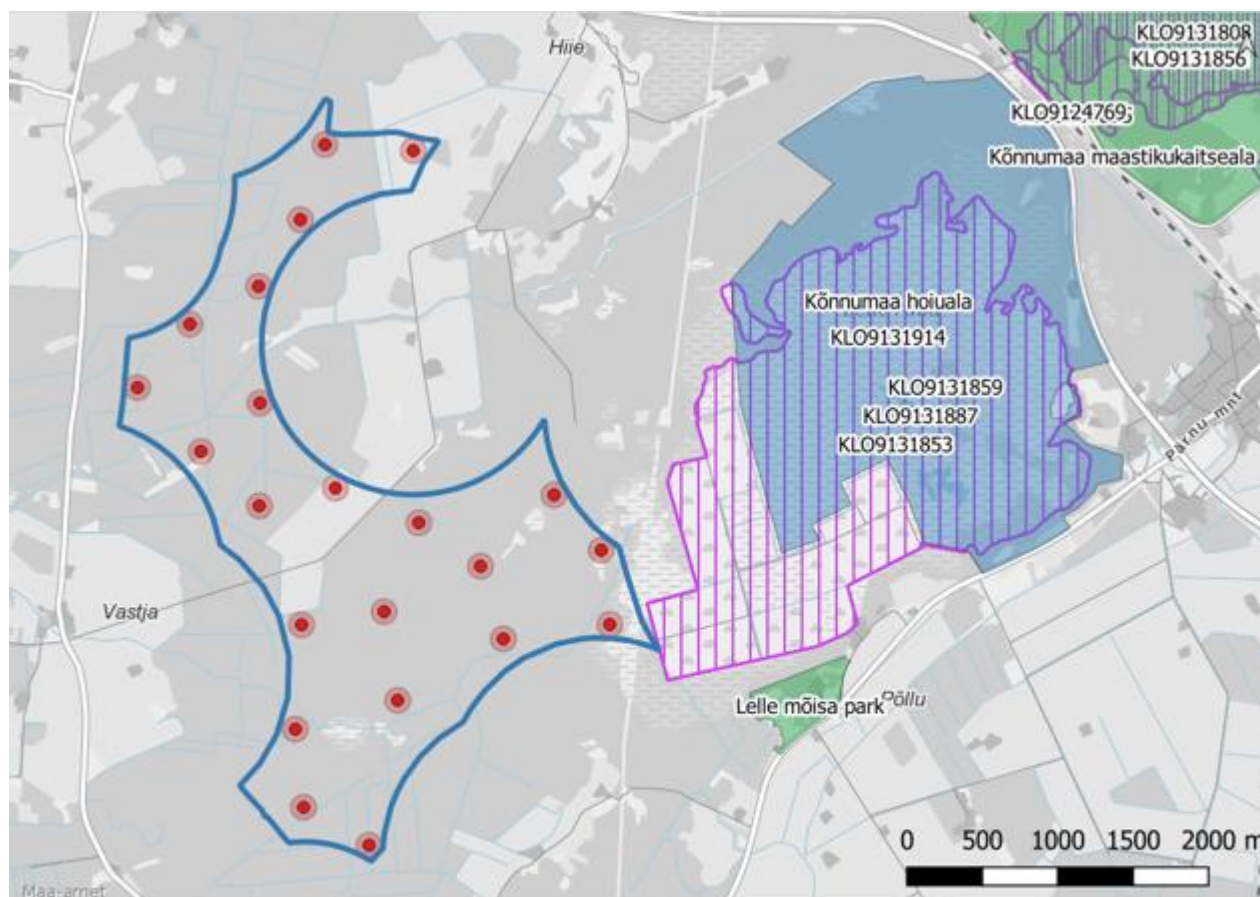 KLO9131808
Hiie
KLO9131856
KLO9124769
Kõnnumaa maastikukaitseala
Kõnnumaa hoiuala
KLO9131914
KLO9131859
KLO9131887
Pärnu mnt
KLO9131853
Vastja
Lelle mõisa park
Põllu
0 500 1000 1500 2000 m
Maa-amet